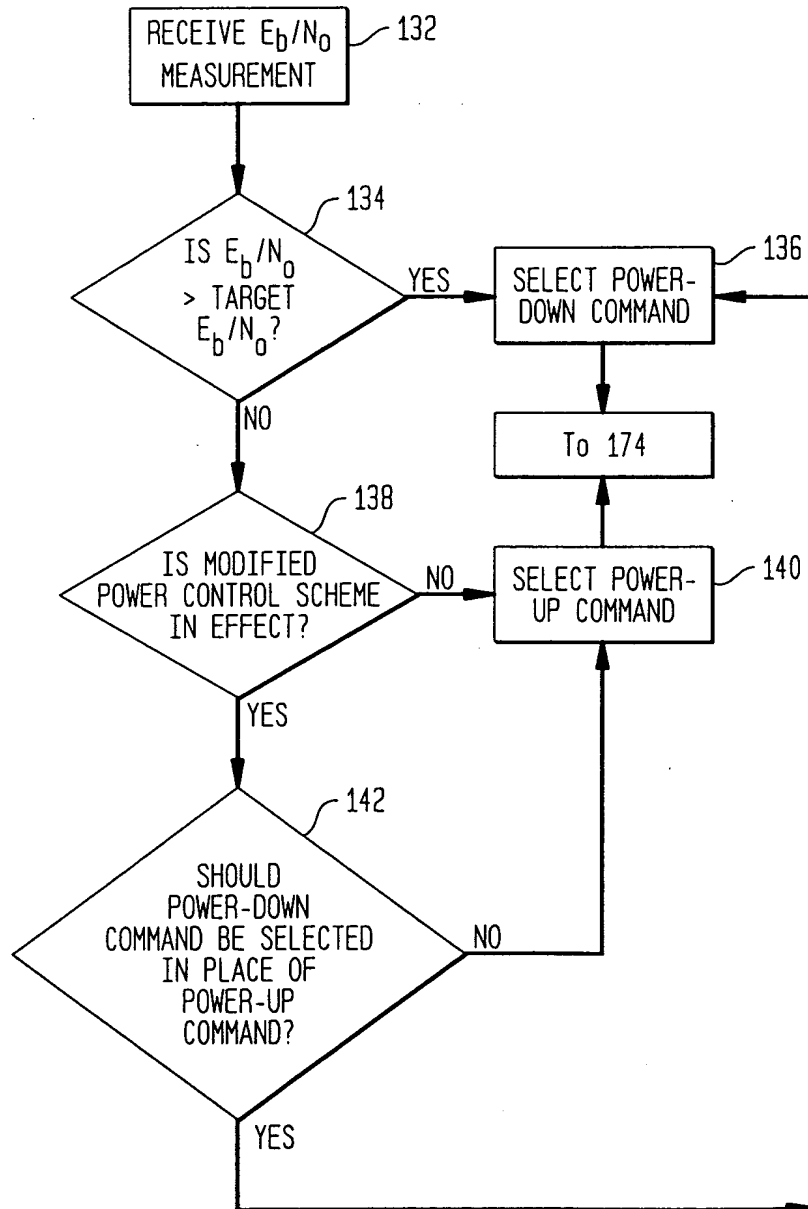 RECEIVE Eb/No
MEASUREMENT
132
134
IS Eb/No
> TARGET
Eb/No?
YES
SELECT POWER-
DOWN COMMAND
136
NO
To 174
138
IS MODIFIED
POWER CONTROL SCHEME
IN EFFECT?
NO
SELECT POWER-
UP COMMAND
140
YES
142
SHOULD
POWER-DOWN
COMMAND BE SELECTED
IN PLACE OF
POWER-UP
COMMAND?
NO
YES